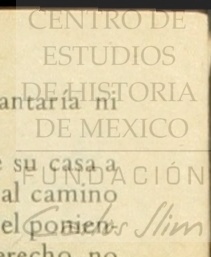 CENTRO DE
ESTUDIOS
DE HISTORIA
DE MEXICO
FUNDACIÓN
Carlos Slim
antaría ni
e su casa a
al camino
el ponien-
erecho no